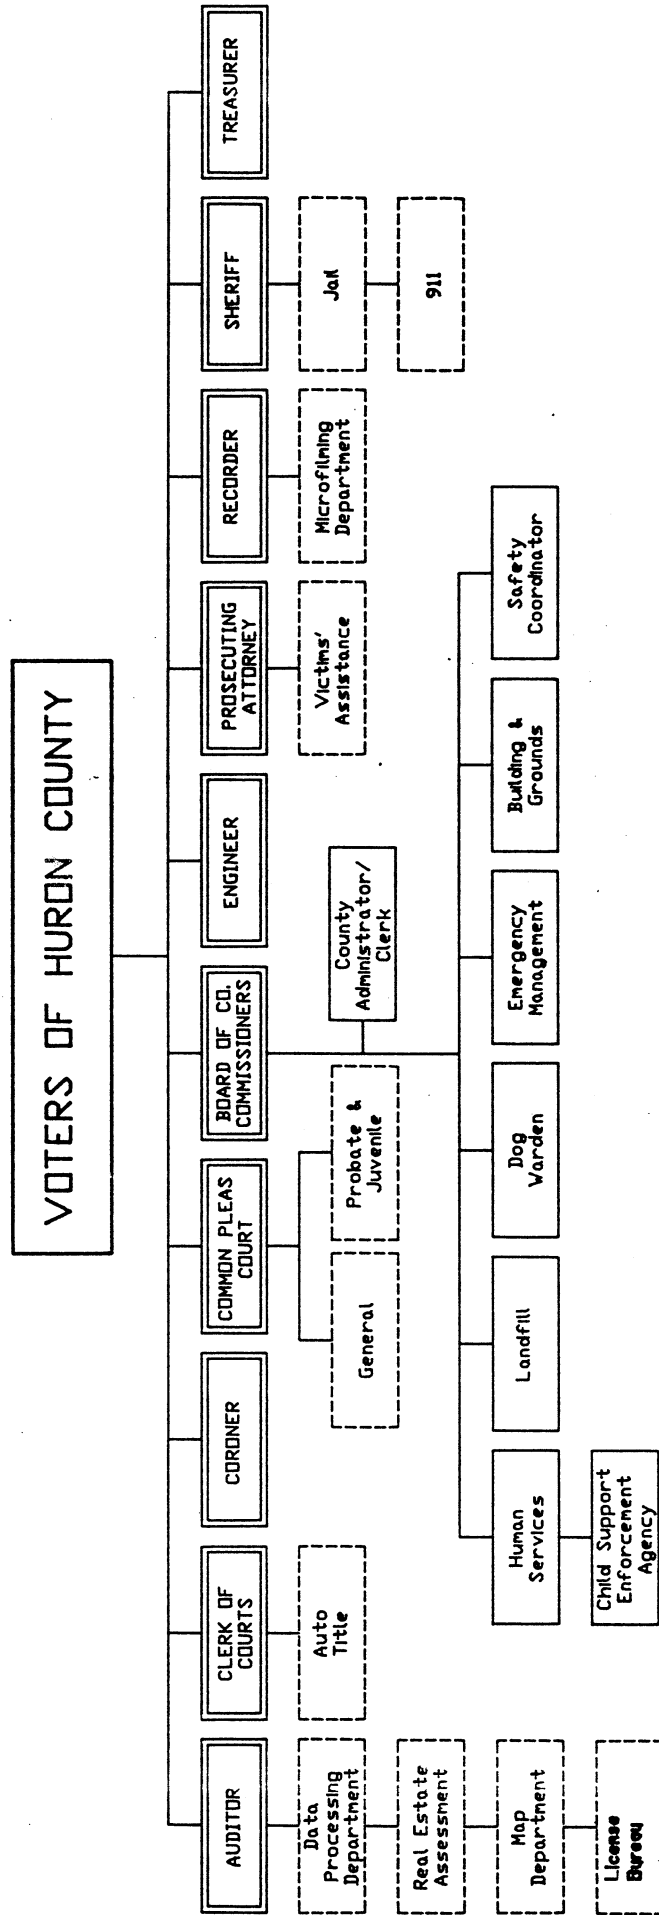 VOTERS OF HURON COUNTY
AUDITOR
CLERK OF
COURTS
CORONER
COMMON PLEAS
COURT
BOARD OF CO.
COMMISSIONERS
ENGINEER
PROSECUTING
ATTORNEY
RECORDER
SHERIFF
TREASURER
Data
Processing
Department
Auto
Title
Victims'
Assistance
Microfilming
Department
Jail
General
Probate &
Juvenile
County
Administrator/
Clerk
Real Estate
Assessment
911
Map
Department
Human
Services
Landfill
Dog
Warden
Emergency
Management
Building &
Grounds
Safety
Coordinator
License
Bureau
Child Support
Enforcement
Agency